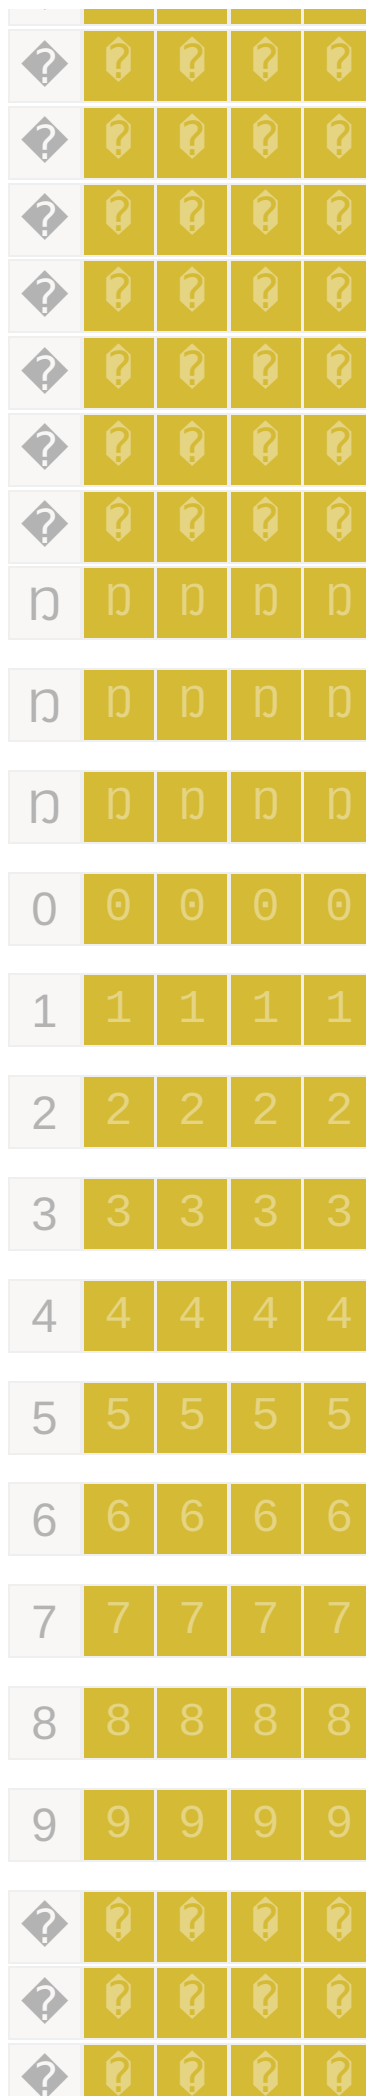 � � � � �
� � � � �
� � � � �
� � � � �
� � � � �
� � � � �
� � � � �
Ŋ Ŋ Ŋ Ŋ Ŋ
Ŋ Ŋ Ŋ Ŋ Ŋ
Ŋ Ŋ Ŋ Ŋ Ŋ
0 0 0 0 0
1 1 1 1 1
2 2 2 2 2
3 3 3 3 3
4 4 4 4 4
5 5 5 5 5
6 6 6 6 6
7 7 7 7 7
8 8 8 8 8
9 9 9 9 9
� � � � �
� � � � �
� � � � �